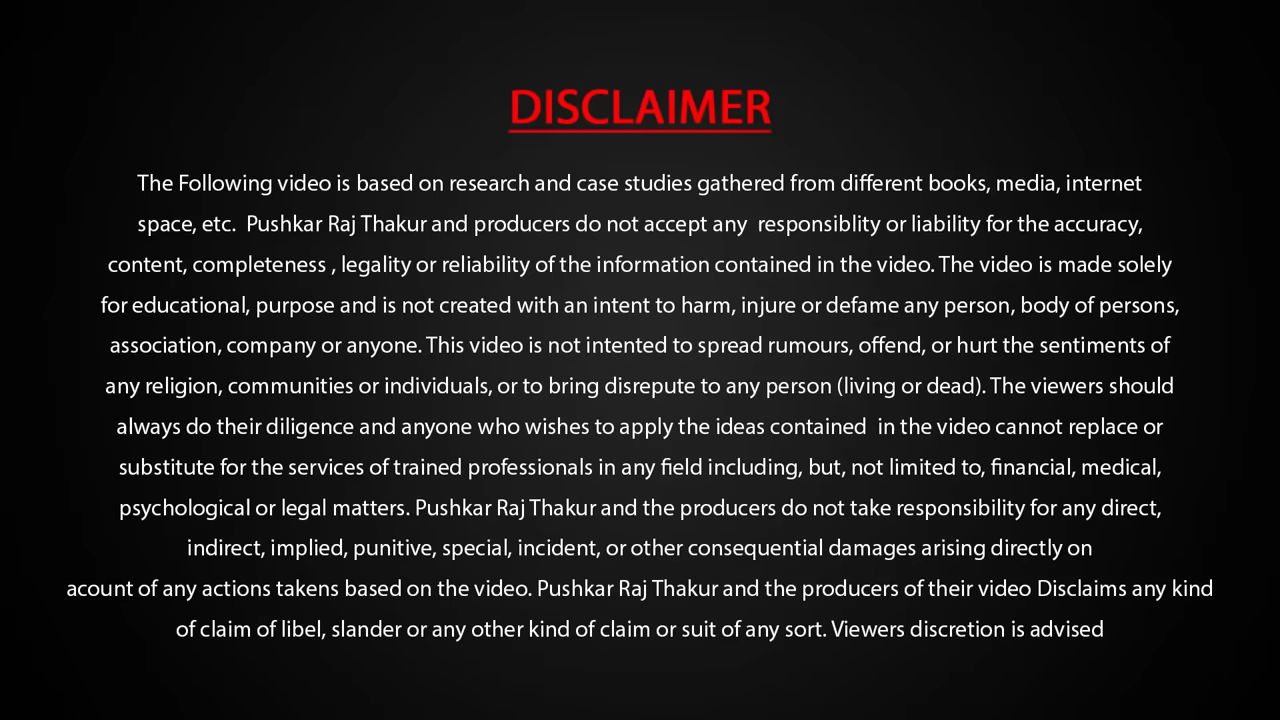 DISCLAIMER
The Following video is based on research and case studies gathered from different books, media, internet
space, etc.  Pushkar Raj Thakur and producers do not accept any  responsiblity or liability for the accuracy,
content, completeness , legality or reliability of the information contained in the video. The video is made solely
for educational, purpose and is not created with an intent to harm, injure or defame any person, body of persons,
association, company or anyone. This video is not intented to spread rumours, offend, or hurt the sentiments of
any religion, communities or individuals, or to bring disrepute to any person (living or dead). The viewers should
always do their diligence and anyone who wishes to apply the ideas contained  in the video cannot replace or
substitute for the services of trained professionals in any field including, but, not limited to, financial, medical,
psychological or legal matters. Pushkar Raj Thakur and the producers do not take responsibility for any direct,
indirect, implied, punitive, special, incident, or other consequential damages arising directly on
acount of any actions takens based on the video. Pushkar Raj Thakur and the producers of their video Disclaims any kind
of claim of libel, slander or any other kind of claim or suit of any sort. Viewers discretion is advised